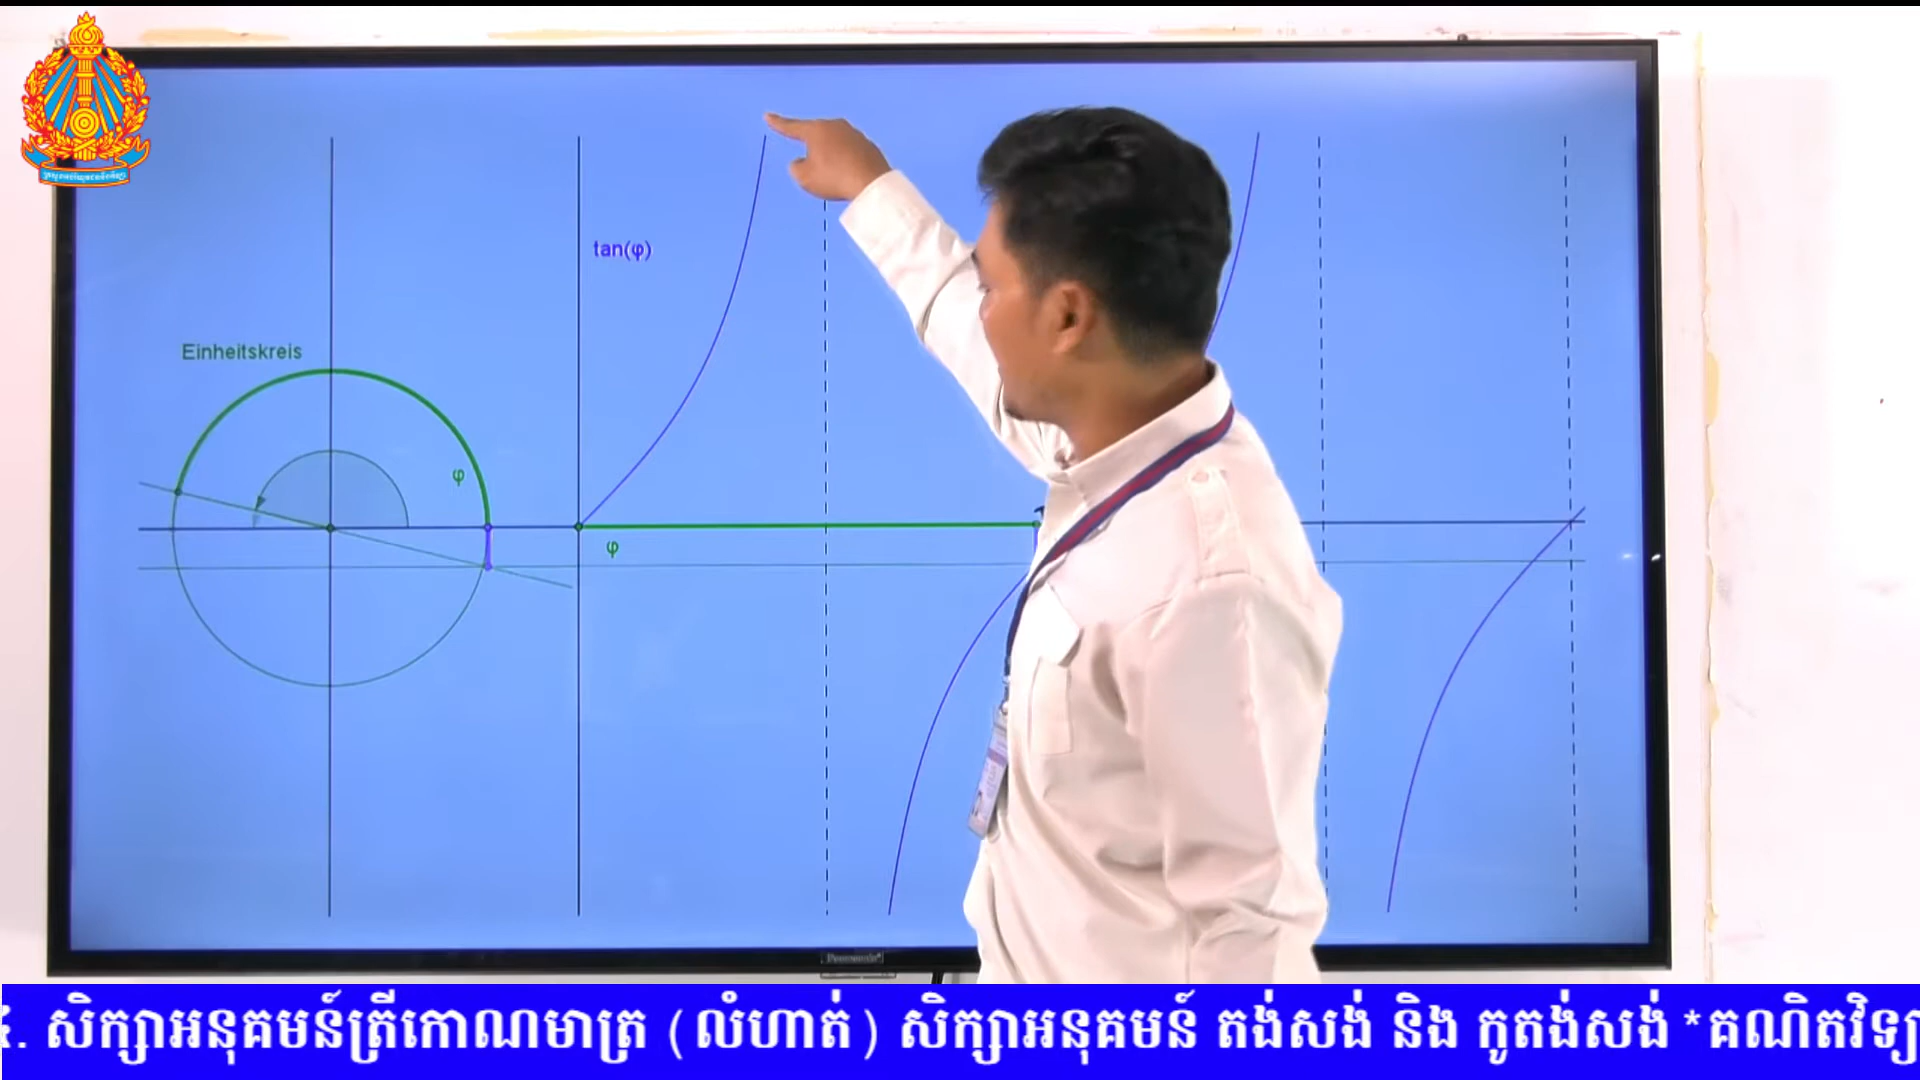 tan(φ)
Einheitskreis
φ
φ
Panasonic
៖. សិក្សាអនុគមន៍ត្រីកោណមាត្រ (លំហាត់) សិក្សាអនុគមន៍ តង់សង់ និង កូតង់សង់ *គណិតវិទ្យា